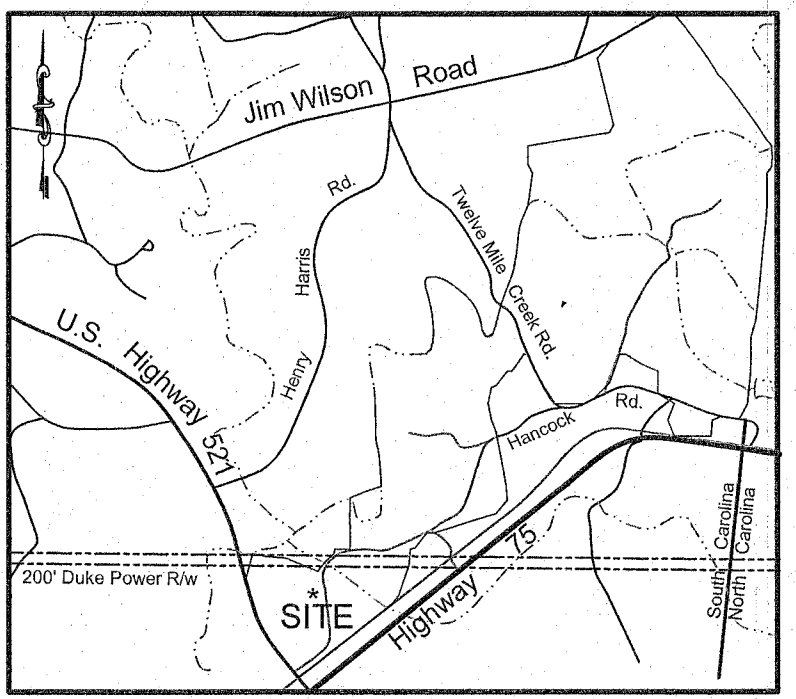 Jim Wilson Road
Henry Harris Rd.
Twelve Mile Creek Rd.
U.S. Highway 521
Hancock Rd.
South Carolina
North Carolina
200' Duke Power R/w
*
SITE
Highway 75